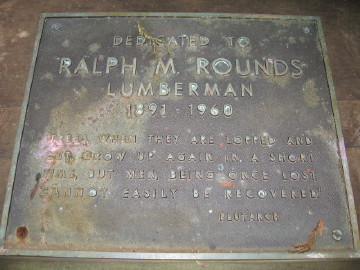 DEDICATED TO
RALPH M. ROUNDS
LUMBERMAN
1891 - 1960
TREES, WHEN THEY ARE LOPPED AND
CUT, GROW UP AGAIN IN A SHORT
TIME, BUT MEN, BEING ONCE LOST
CANNOT EASILY BE RECOVERED
PLUTARCH